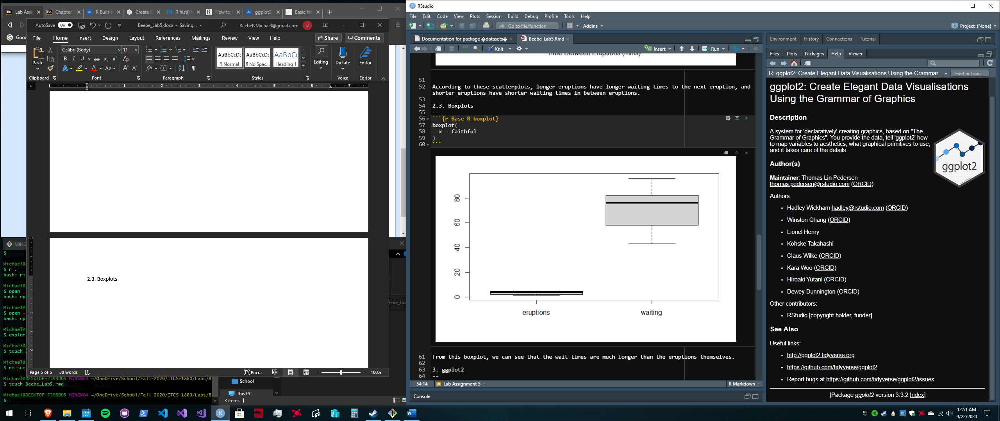 Lab Assi
Chapter
R Built-i
Create E
R hist() t
How to
ggplot2
Basic his
AutoSave On
Beebe_Lab5.docx - Saving...
BeebeNMichael@gmail.com
B
File Home Insert Design Layout References Mailings Review View Help
Share
Comments
Goog
Paste
Calibri (Body)
11
AaBbCcDc
¶ Normal
AaBbCcDc
¶ No Spac...
AaBbCc
Heading 1
Editing
Dictate
Editor
Clipboard
Font
Paragraph
Styles
Voice
Editor
2.3. Boxplots
Page 5 of 5
38 words
Focus
100%
MING
$
Michael@
$ r .
bash: r:
Michael@
$ open
bash: ope
Michael@
$ open -
bash: ope
Michael@
$ explor
Michael@
$ touch s
Michael@
$ rm scr
Michael@DESKTOP-7J9BDO5 MINGW64 ~/OneDrive/School/Fall-2020/ITCS-1880/Labs/B
$ touch Beebe_Lab5.rmd
Michael@DESKTOP-7J9BDO5 MINGW64 ~/OneDrive/School/Fall-2020/ITCS-1880/Labs/B
$
eebe_Lab
School
This PC
3 items
RStudio
File Edit Code View Plots Session Build Debug Profile Tools Help
Go to file/function
Addins
Project: (None)
Documentation for package �datasets�
Beebe_Lab5.Rmd
ABC
Knit
Insert
Run
Time Between Eruptions (mins)
51
52 According to these scatterplots, longer eruptions have longer waiting times to the next eruption, and
shorter eruptions have shorter waiting times in between eruptions.
53
54 2.3. Boxplots
55 --
56 ```{r Base R boxplot}
57 boxplot(
58 x = faithful
59 )
60 ```
80
60
40
20
0
eruptions
waiting
61 From this boxplot, we can see that the wait times are much longer than the eruptions themselves.
62
63 3. ggplot2
64 --
54:14
# Lab Assignment 5
R Markdown
Console
Environment History Connections Tutorial
Files Plots Packages Help Viewer
R: ggplot2: Create Elegant Data Visualisations Using the Grammar...
Find in Topic
ggplot2: Create Elegant Data Visualisations
Using the Grammar of Graphics
Description
A system for 'declaratively' creating graphics, based on "The
Grammar of Graphics". You provide the data, tell 'ggplot2' how
to map variables to aesthetics, what graphical primitives to use,
and it takes care of the details.
ggplot2
Author(s)
Maintainer: Thomas Lin Pedersen
thomas.pedersen@rstudio.com (ORCID)
Authors:
• Hadley Wickham hadley@rstudio.com (ORCID)
• Winston Chang (ORCID)
• Lionel Henry
• Kohske Takahashi
• Claus Wilke (ORCID)
• Kara Woo (ORCID)
• Hiroaki Yutani (ORCID)
• Dewey Dunnington (ORCID)
Other contributors:
• RStudio [copyright holder, funder]
See Also
Useful links:
• http://ggplot2.tidyverse.org
• https://github.com/tidyverse/ggplot2
• Report bugs at https://github.com/tidyverse/ggplot2/issues
[Package ggplot2 version 3.3.2 Index]
12:51 AM
9/22/2020